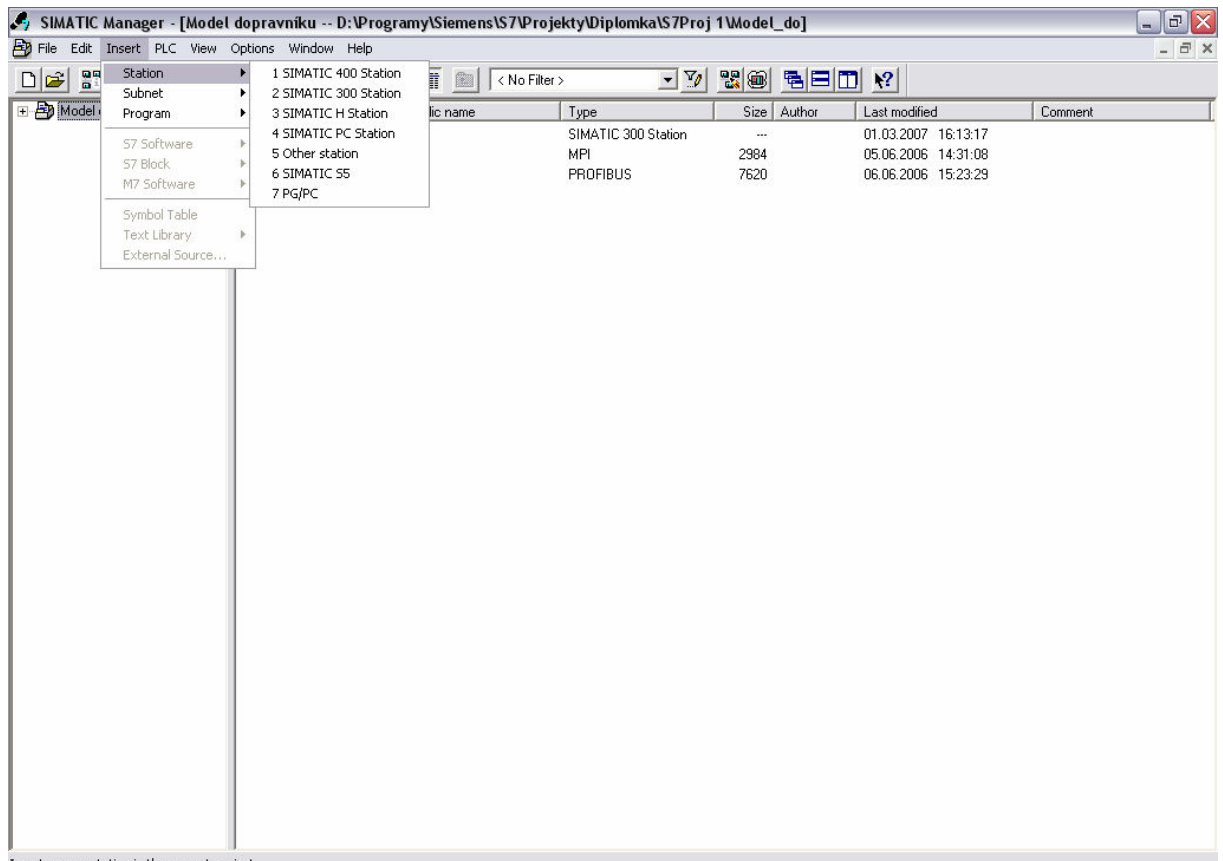 SIMATIC Manager - [Model dopravníku -- D:\Programy\Siemens\S7\Projekty\Diplomka\S7Proj 1\Model_do]
File Edit Insert PLC View Options Window Help
< No Filter >
Station
Subnet
Program
S7 Software
S7 Block
M7 Software
Symbol Table
Text Library
External Source...
1 SIMATIC 400 Station
2 SIMATIC 300 Station
3 SIMATIC H Station
4 SIMATIC PC Station
5 Other station
6 SIMATIC S5
7 PG/PC
Model
name Type Size Author Last modified Comment
SIMATIC 300 Station --- 01.03.2007 16:13:17
MPI 2984 05.06.2006 14:31:08
PROFIBUS 7620 06.06.2006 15:23:29